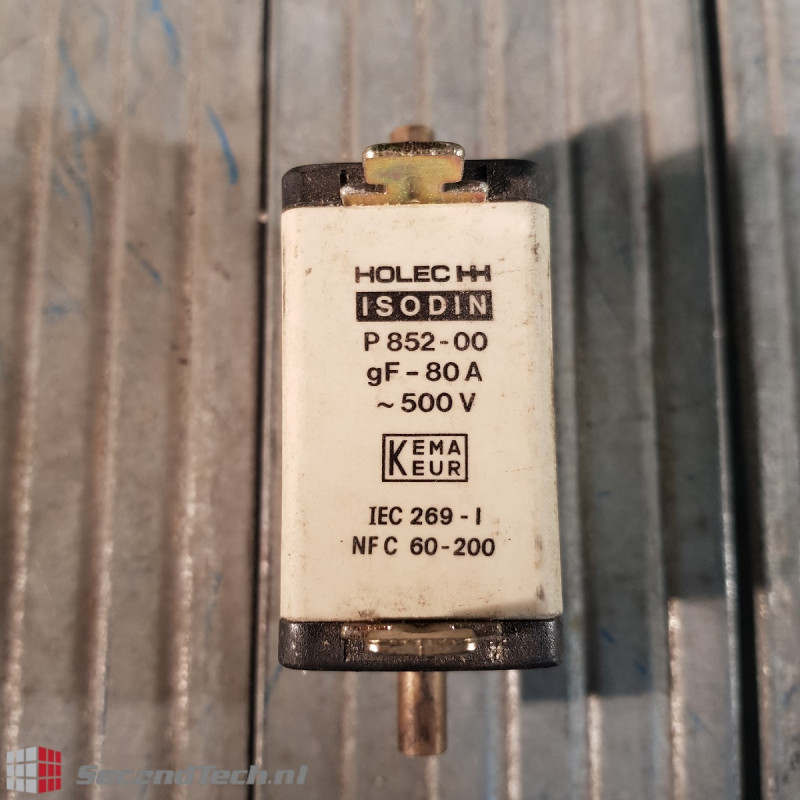 HOLEC HH
ISODIN
P 852-00
gF-80 A
~500 V
KEMA
KEUR
IEC 269-I
NF C 60-200
SecondTech.nl